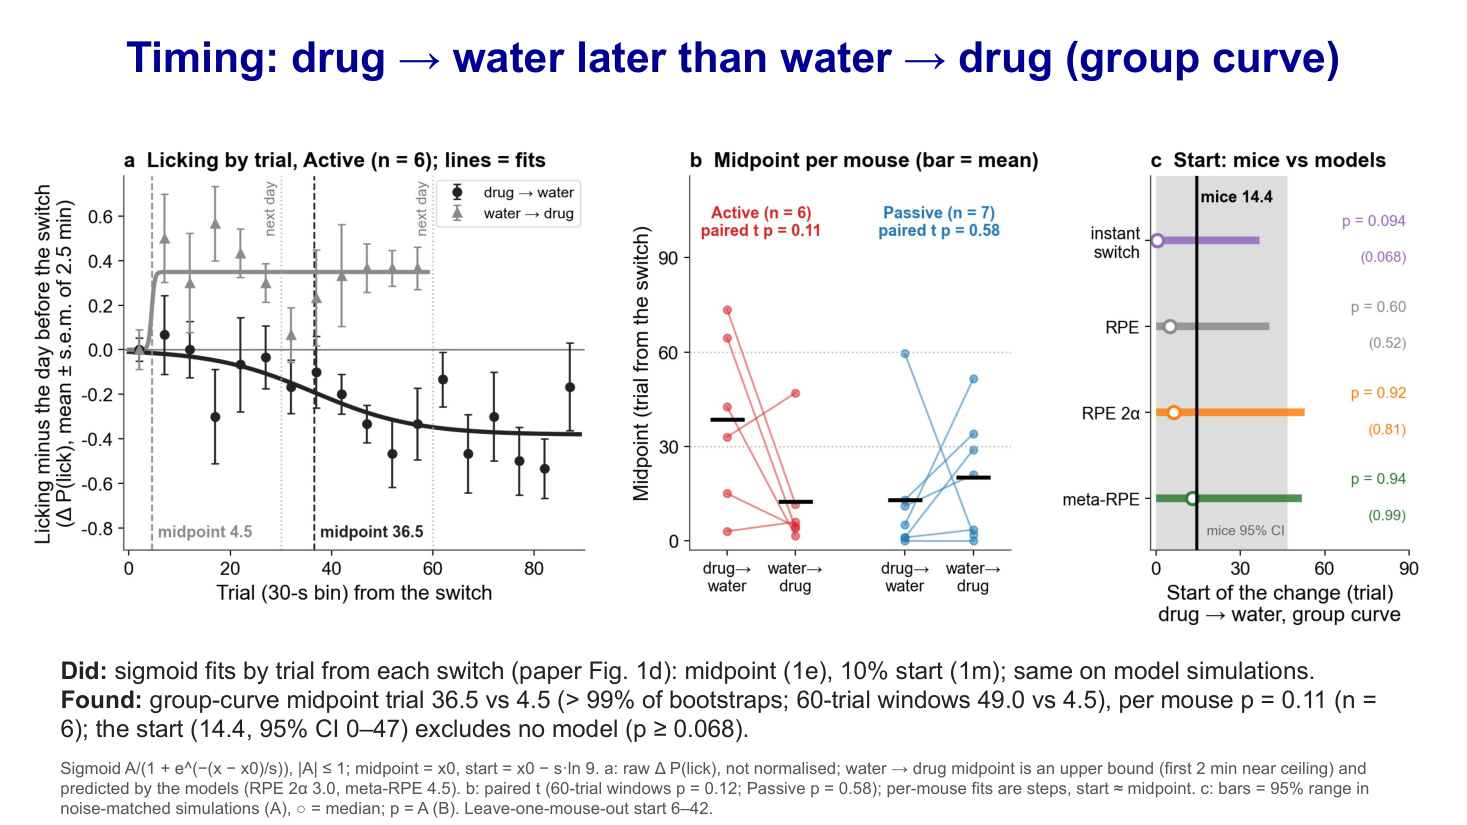 Timing: drug → water later than water → drug (group curve)
a Licking by trial, Active (n = 6); lines = fits
Licking minus the day before the switch
(Δ P(lick), mean ± s.e.m. of 2.5 min)
0.6
0.4
0.2
0.0
-0.2
-0.4
-0.6
-0.8
next day
next day
drug → water
water → drug
midpoint 4.5
midpoint 36.5
0
20
40
60
80
Trial (30-s bin) from the switch
b Midpoint per mouse (bar = mean)
Active (n = 6)
paired t p = 0.11
Passive (n = 7)
paired t p = 0.58
Midpoint (trial from the switch)
90
60
30
0
drug→
water
water→
drug
drug→
water
water→
drug
c Start: mice vs models
mice 14.4
instant
switch
p = 0.094
(0.068)
RPE
p = 0.60
(0.52)
RPE 2α
p = 0.92
(0.81)
meta-RPE
p = 0.94
(0.99)
mice 95% CI
0
30
60
90
Start of the change (trial)
drug → water, group curve
Did: sigmoid fits by trial from each switch (paper Fig. 1d): midpoint (1e), 10% start (1m); same on model simulations.
Found: group-curve midpoint trial 36.5 vs 4.5 (> 99% of bootstraps; 60-trial windows 49.0 vs 4.5), per mouse p = 0.11 (n =
6); the start (14.4, 95% CI 0–47) excludes no model (p ≥ 0.068).
Sigmoid A/(1 + e^(−(x − x0)/s)), |A| ≤ 1; midpoint = x0, start = x0 − s·ln 9. a: raw Δ P(lick), not normalised; water → drug midpoint is an upper bound (first 2 min near ceiling) and
predicted by the models (RPE 2α 3.0, meta-RPE 4.5). b: paired t (60-trial windows p = 0.12; Passive p = 0.58); per-mouse fits are steps, start ≈ midpoint. c: bars = 95% range in
noise-matched simulations (A), ○ = median; p = A (B). Leave-one-mouse-out start 6–42.